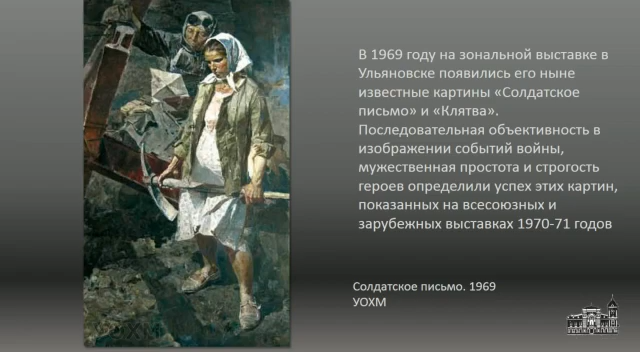 В 1969 году на зональной выставке в
Ульяновске появились его ныне
известные картины «Солдатское
письмо» и «Клятва».
Последовательная объективность в
изображении событий войны,
мужественная простота и строгость
героев определили успех этих картин,
показанных на всесоюзных и
зарубежных выставках 1970-71 годов
Солдатское письмо. 1969
УОХМ